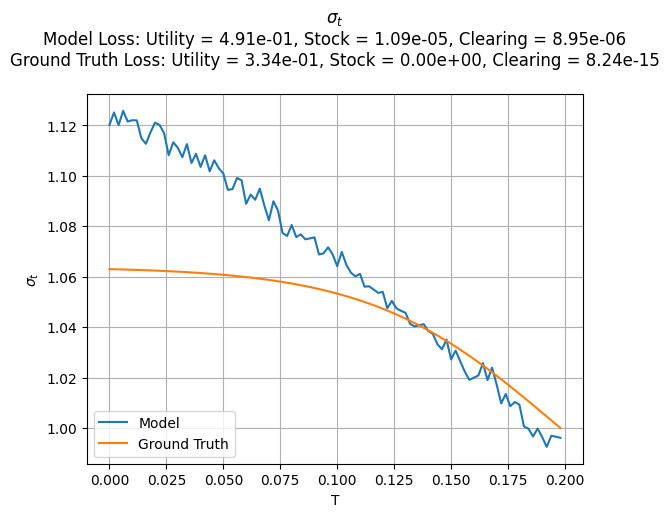 σt
Model Loss: Utility = 4.91e-01, Stock = 1.09e-05, Clearing = 8.95e-06
Ground Truth Loss: Utility = 3.34e-01, Stock = 0.00e+00, Clearing = 8.24e-15
σt
1.12
1.10
1.08
1.06
1.04
1.02
1.00
Model
Ground Truth
0.000 0.025 0.050 0.075 0.100 0.125 0.150 0.175 0.200
T